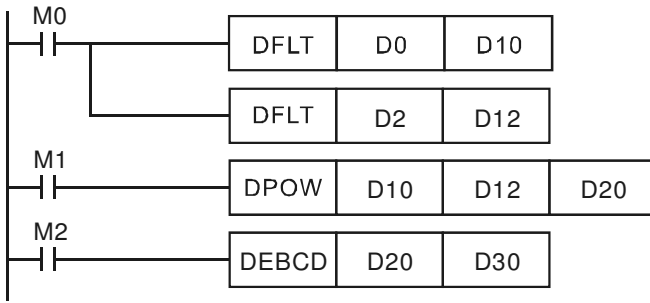 M0
DFLT D0 D10
DFLT D2 D12
M1
DPOW D10 D12 D20
M2
DEBCD D20 D30